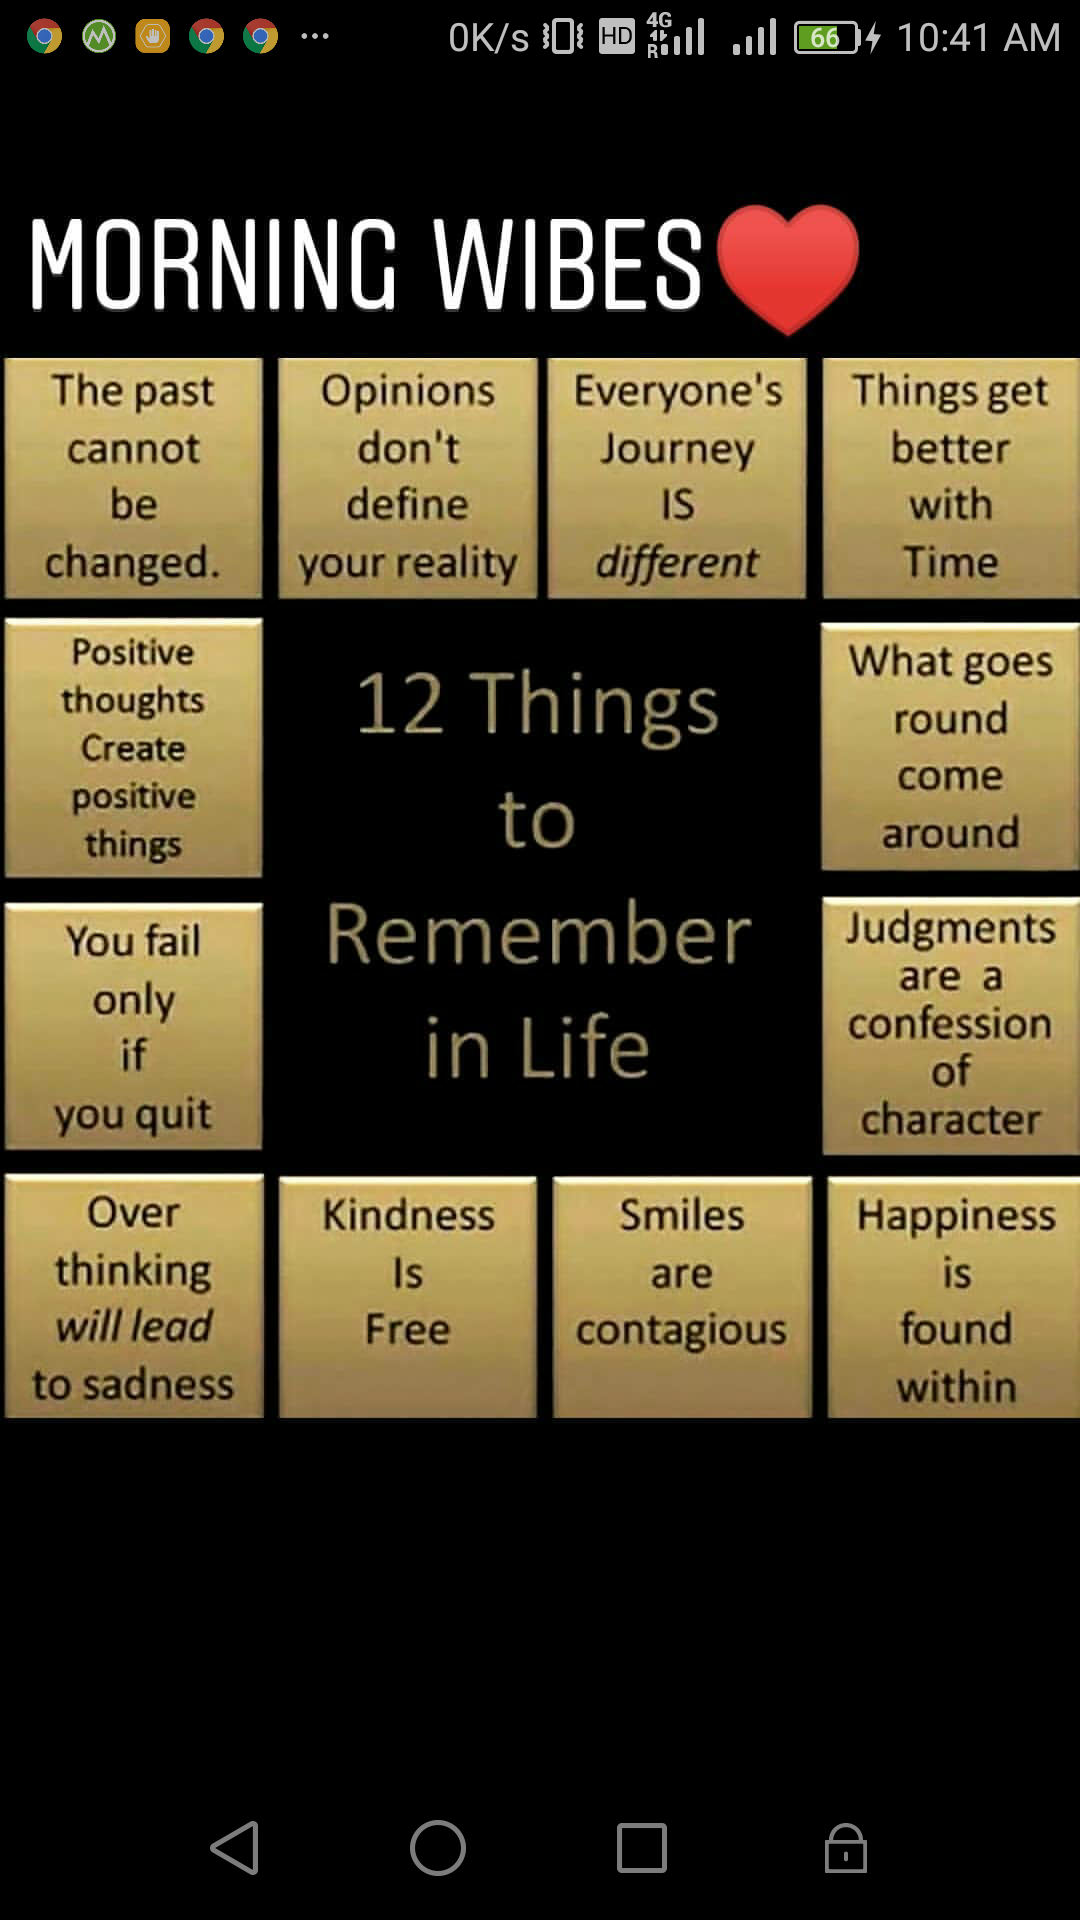 0K/s HD 4G R 66 10:41 AM
MORNING WIBES
The past
cannot
be
changed.
Opinions
don't
define
your reality
Everyone's
Journey
IS
different
Things get
better
with
Time
Positive
thoughts
Create
positive
things
12 Things
to
Remember
in Life
What goes
round
come
around
You fail
only
if
you quit
Judgments
are a
confession
of
character
Over
thinking
will lead
to sadness
Kindness
Is
Free
Smiles
are
contagious
Happiness
is
found
within